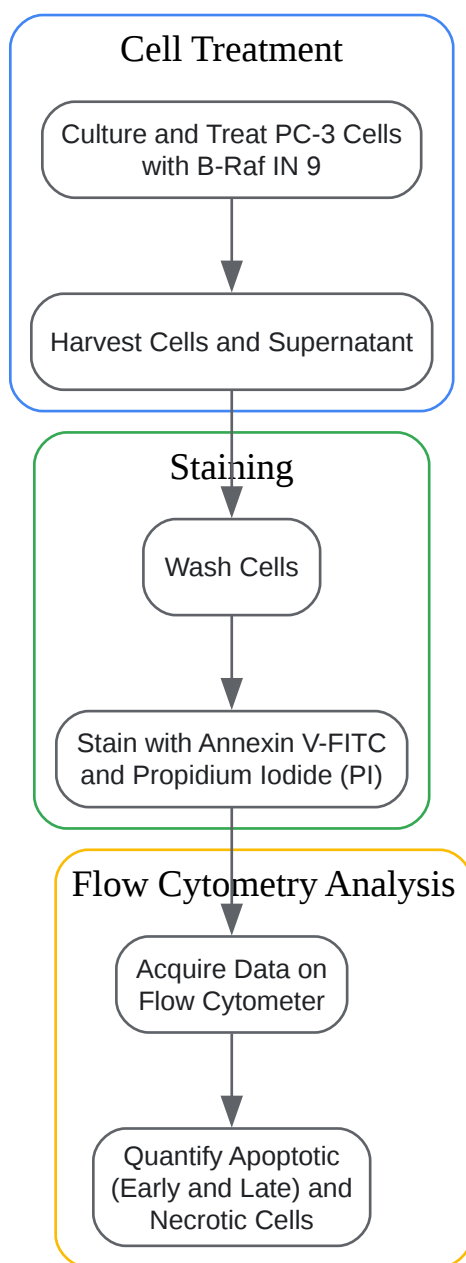 Cell Treatment
Culture and Treat PC-3 Cells
with B-Raf IN 9
Harvest Cells and Supernatant
Staining
Wash Cells
Stain with Annexin V-FITC
and Propidium Iodide (PI)
Flow Cytometry Analysis
Acquire Data on
Flow Cytometer
Quantify Apoptotic
(Early and Late) and
Necrotic Cells